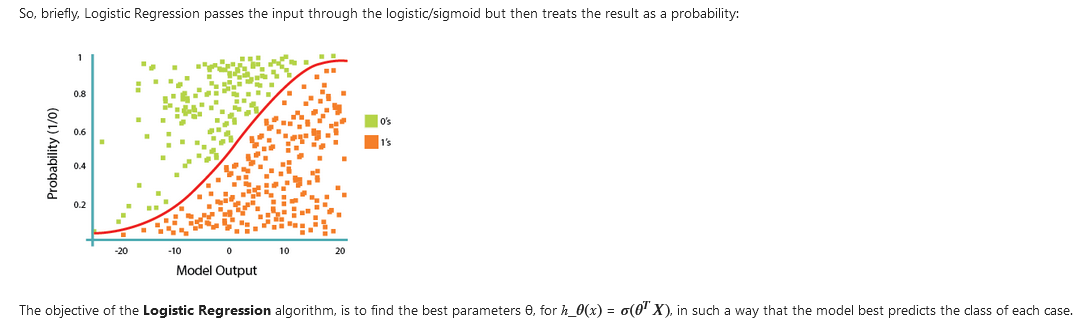 So, briefly, Logistic Regression passes the input through the logistic/sigmoid but then treats the result as a probability:
1
0.8
0.6
0.4
0.2
Probability (1/0)
0's
1's
-20 -10 0 10 20
Model Output
The objective of the Logistic Regression algorithm, is to find the best parameters θ, for h_θ(x) = σ(θᵀ X), in such a way that the model best predicts the class of each case.